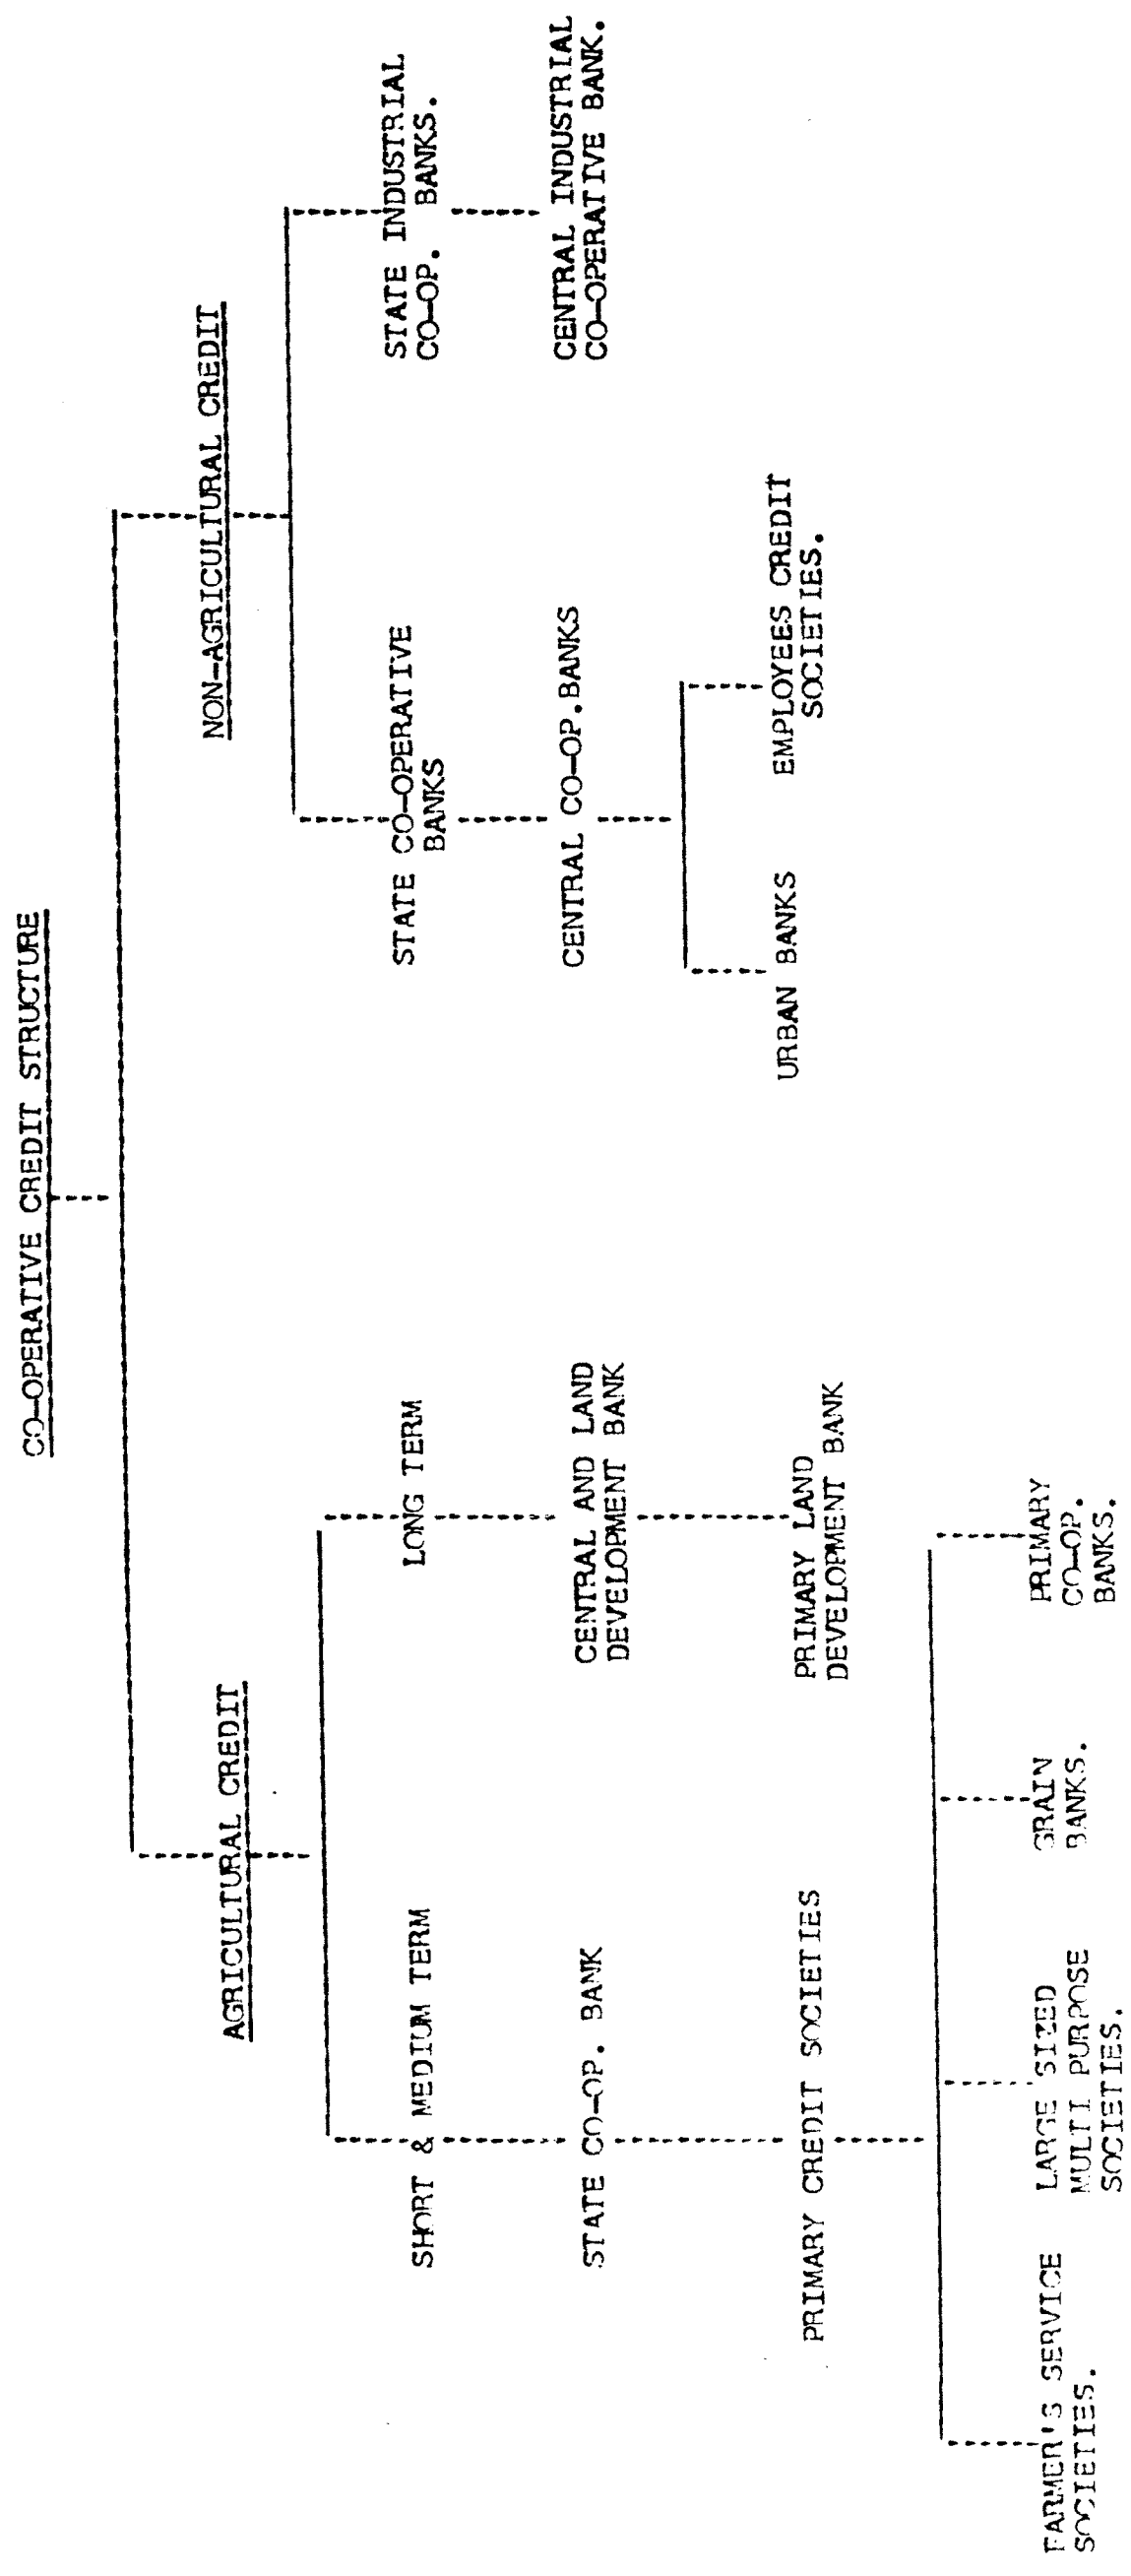 CO-OPERATIVE CREDIT STRUCTURE
AGRICULTURAL CREDIT
NON-AGRICULTURAL CREDIT
SHORT & MEDIUM TERM
LONG TERM
STATE CO-OPERATIVE
BANKS
STATE INDUSTRIAL
CO-OP. BANKS.
STATE CO-OP. BANK
CENTRAL AND LAND
DEVELOPMENT BANK
CENTRAL CO-OP.BANKS
CENTRAL INDUSTRIAL
CO-OPERATIVE BANK.
PRIMARY CREDIT SOCIETIES
PRIMARY LAND
DEVELOPMENT BANK
URBAN BANKS
EMPLOYEES CREDIT
SOCIETIES.
FARMER'S SERVICE
SOCIETIES.
LARGE SIZED
MULTI PURPOSE
SOCIETIES.
GRAIN
BANKS.
PRIMARY
CO-OP.
BANKS.